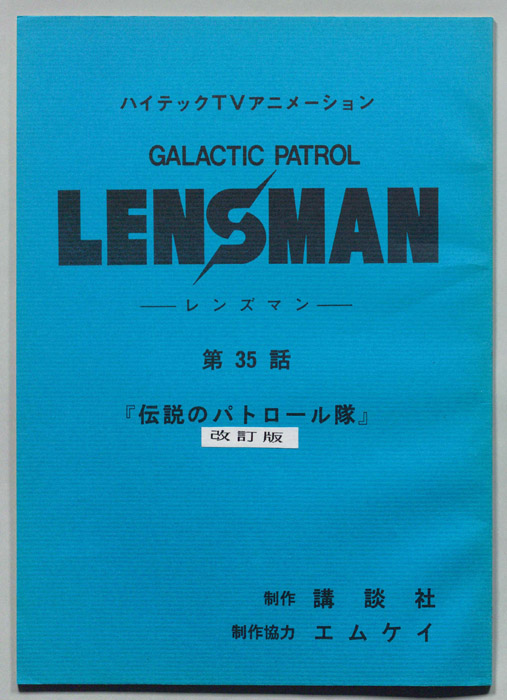 ハイテックTVアニメーション
GALACTIC PATROL
LENSMAN
——レンズマン——
第 35 話
『伝説のパトロール隊』
改訂版
制作 講談社
制作協力 エムケイ